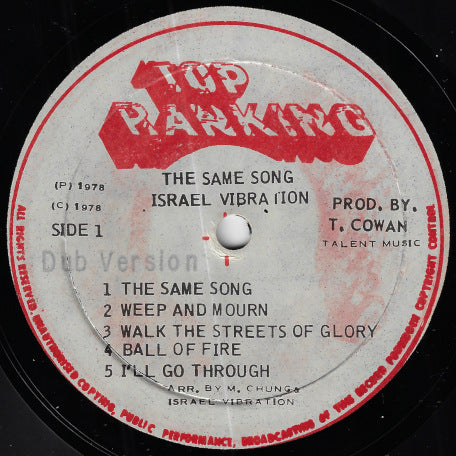 TOP
RANKING
THE SAME SONG
ISRAEL VIBRATION
(P) 1978
(C) 1978
SIDE 1
PROD. BY.
T. COWAN
TALENT MUSIC
Dub Version
1 THE SAME SONG
2 WEEP AND MOURN
3 WALK THE STREETS OF GLORY
4 BALL OF FIRE
5 I'LL GO THROUGH
ARR. BY M. CHUNG &
ISRAEL VIBRATION
ALL RIGHTS RESERVED. UNAUTHORISED COPYING, PUBLIC PERFORMANCE, BROADCASTING OF THIS RECORD FORBIDDEN COPYRIGHT CONTROL